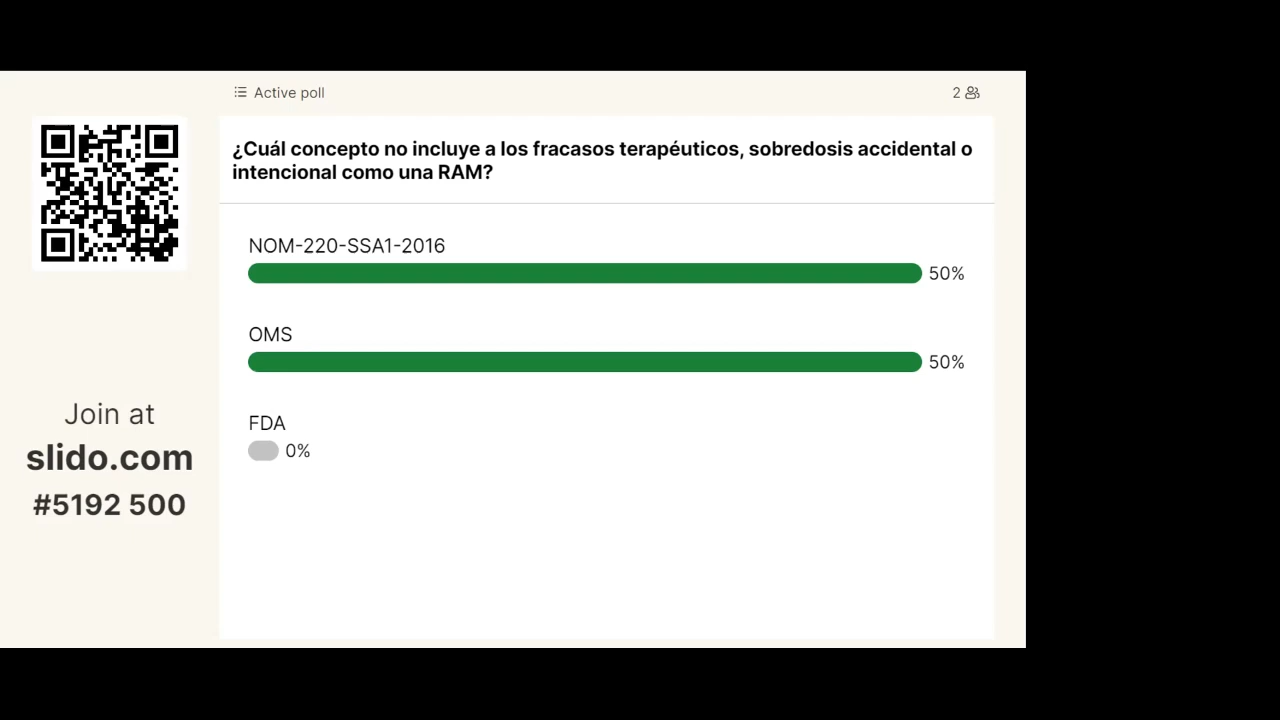 Active poll
2
¿Cuál concepto no incluye a los fracasos terapéuticos, sobredosis accidental o
intencional como una RAM?
NOM-220-SSA1-2016
50%
OMS
50%
FDA
0%
Join at
slido.com
#5192 500